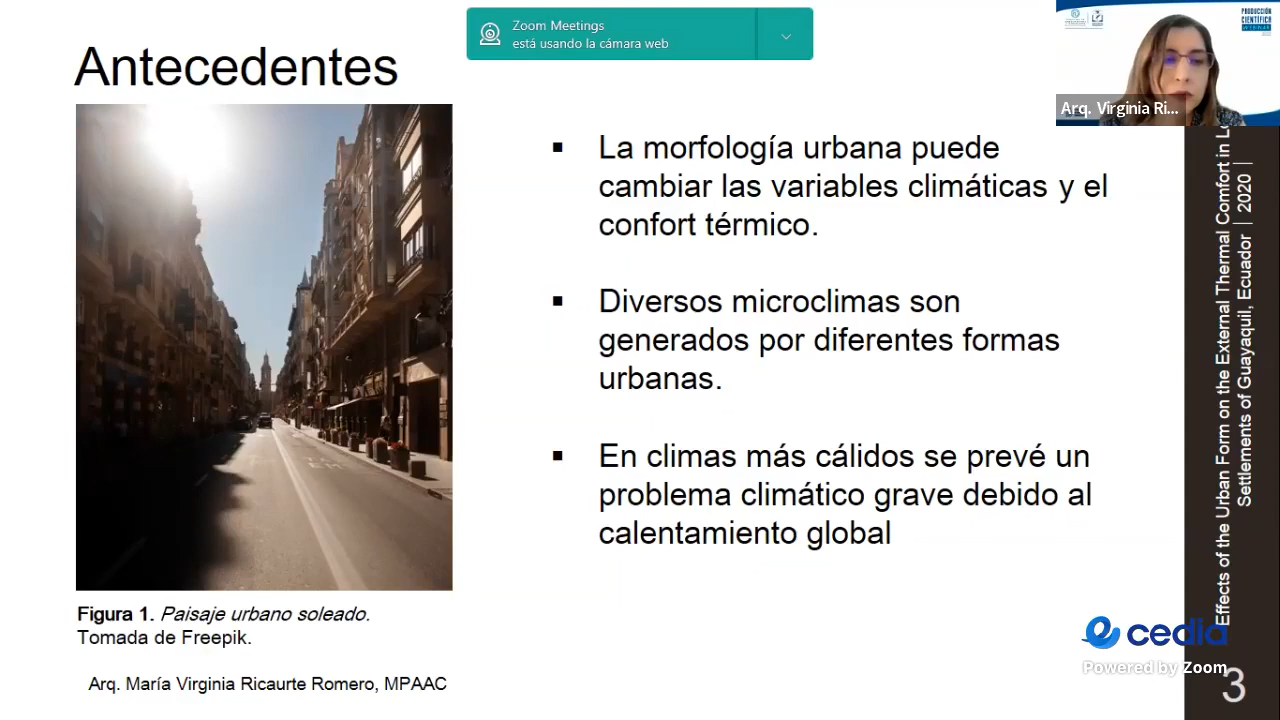 Antecedentes
Zoom Meetings
está usando la cámara web
PRODUCCIÓN
CIENTÍFICA
Arq. Virginia Ri...
▪ La morfología urbana puede
cambiar las variables climáticas y el
confort térmico.
▪ Diversos microclimas son
generados por diferentes formas
urbanas.
▪ En climas más cálidos se prevé un
problema climático grave debido al
calentamiento global
Figura 1. Paisaje urbano soleado.
Tomada de Freepik.
Arq. María Virginia Ricaurte Romero, MPAAC
Effects of the Urban Form on the External Thermal Comfort in
Settlements of Guayaquil, Ecuador | 2020 |
cedia
Powered by Zoom
3